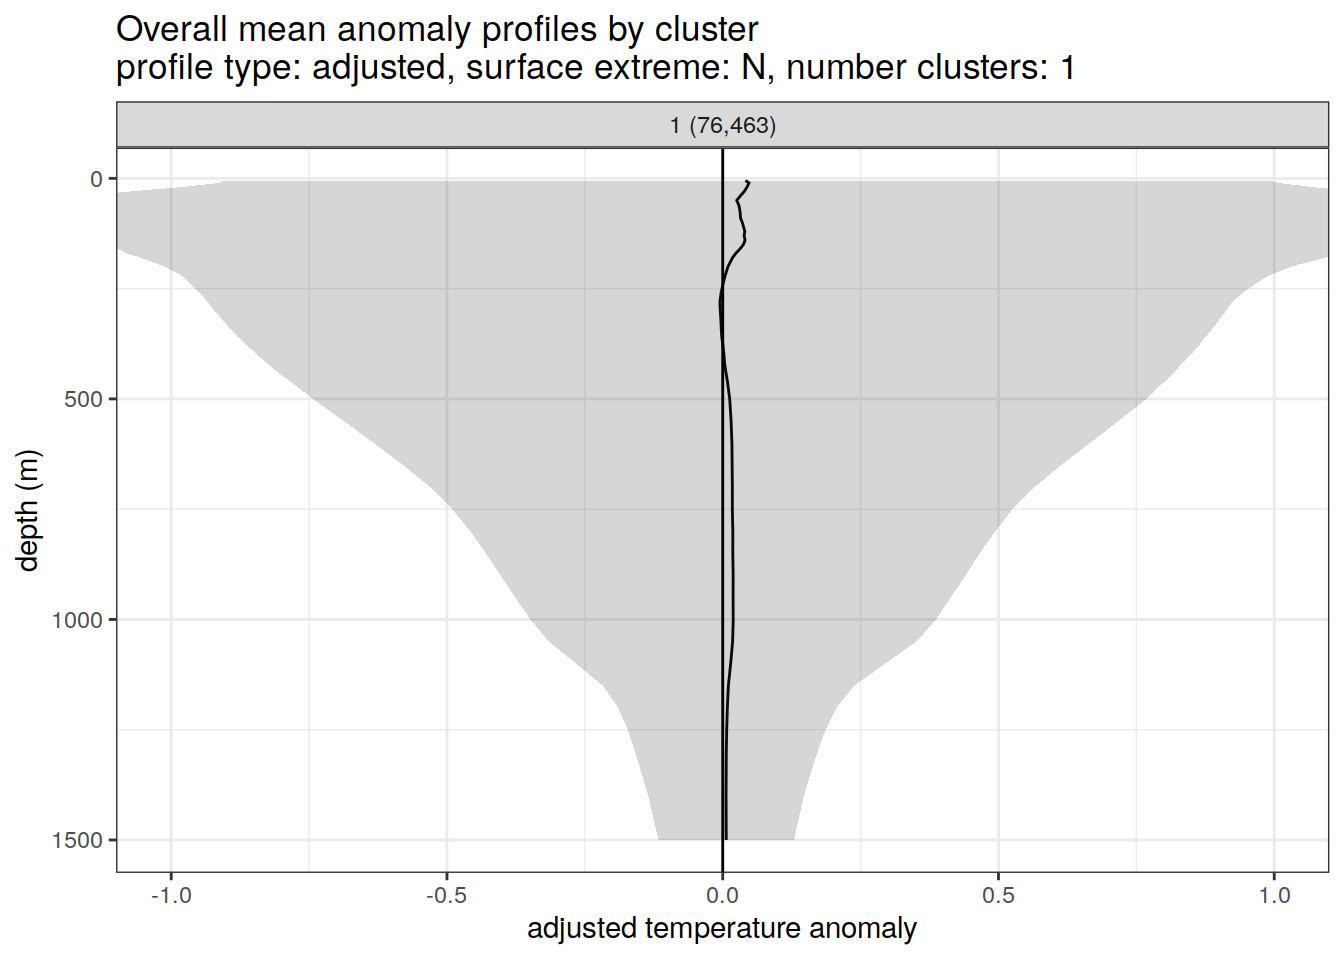 Overall mean anomaly profiles by cluster
profile type: adjusted, surface extreme: N, number clusters: 1
1 (76,463)
0
500
1000
1500
depth (m)
-1.0
-0.5
0.0
0.5
1.0
adjusted temperature anomaly